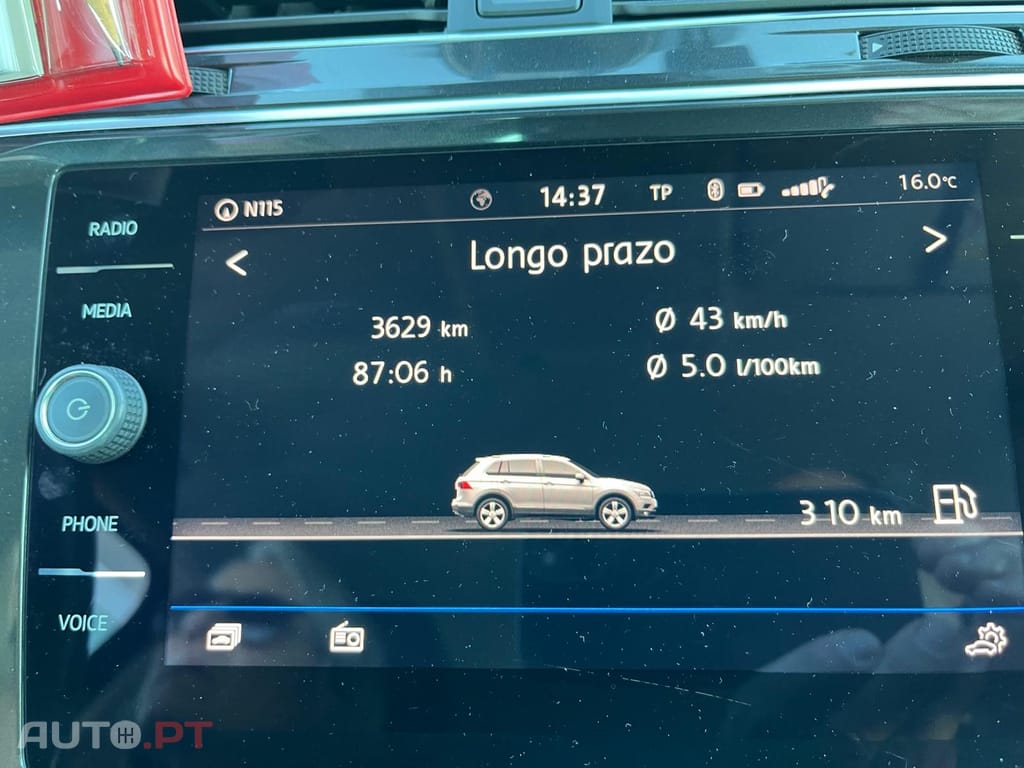 N115 14:37 TP 16.0°C
RADIO
< Longo prazo >
MEDIA
3629 km Ø 43 km/h
87:06 h Ø 5.0 l/100km
PHONE
310 km
VOICE
AUTO.PT